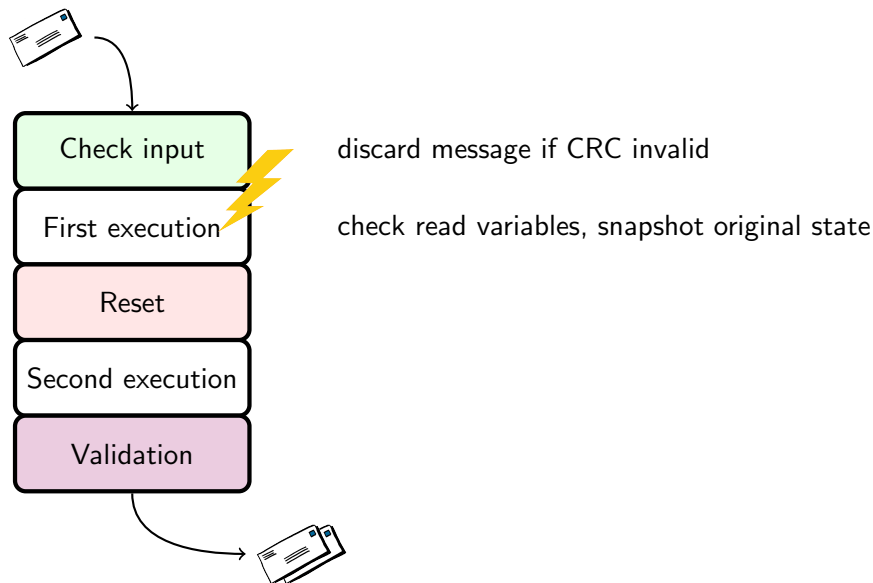 Check input
discard message if CRC invalid
First execution
check read variables, snapshot original state
Reset
Second execution
Validation